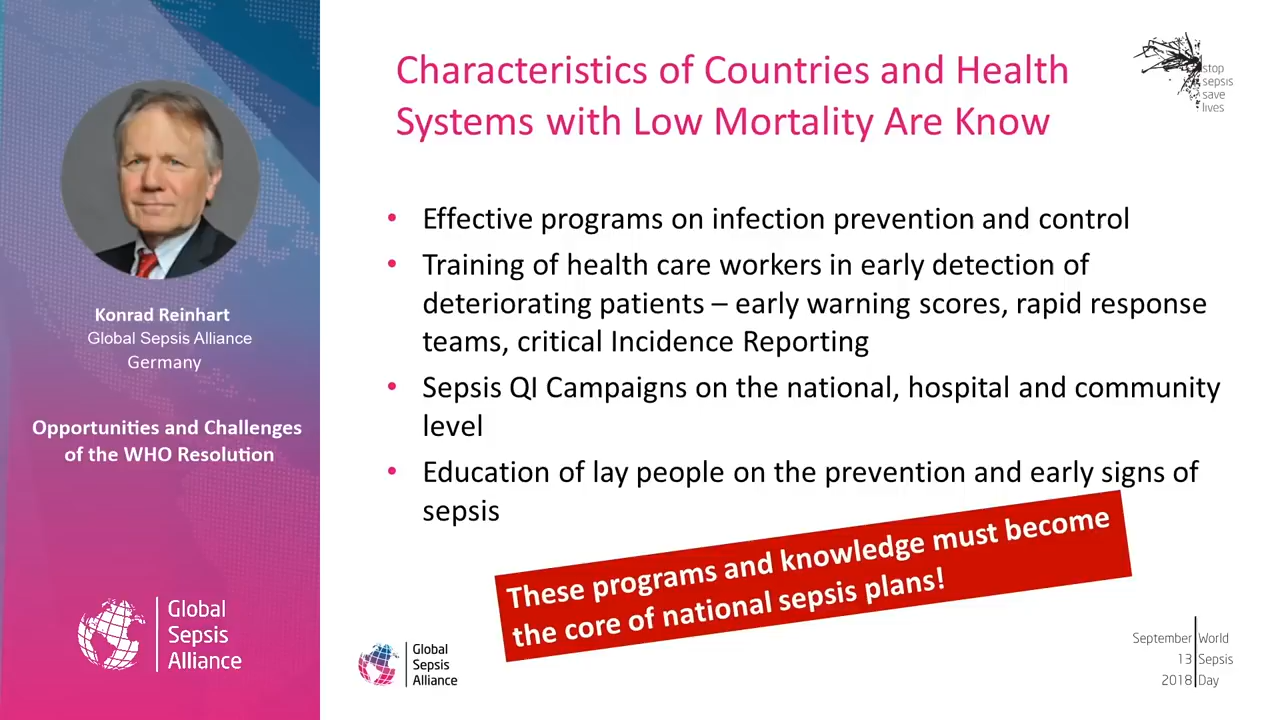 Konrad Reinhart
Global Sepsis Alliance
Germany
Opportunities and Challenges
of the WHO Resolution
Global
Sepsis
Alliance
Characteristics of Countries and Health
Systems with Low Mortality Are Know
stop
sepsis
save
lives
• Effective programs on infection prevention and control
• Training of health care workers in early detection of
deteriorating patients – early warning scores, rapid response
teams, critical Incidence Reporting
• Sepsis QI Campaigns on the national, hospital and community
level
• Education of lay people on the prevention and early signs of
sepsis
These programs and knowledge must become
the core of national sepsis plans!
Global
Sepsis
Alliance
September World
13 Sepsis
2018 Day